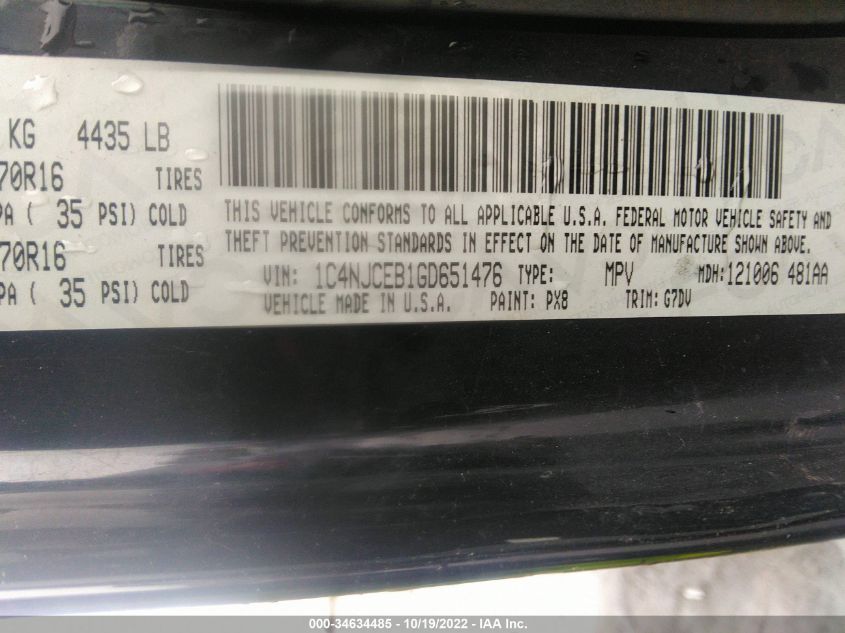 KG 4435 LB
70R16 TIRES
PA ( 35 PSI) COLD
70R16 TIRES
PA ( 35 PSI) COLD
THIS VEHICLE CONFORMS TO ALL APPLICABLE U.S.A. FEDERAL MOTOR VEHICLE SAFETY AND
THEFT PREVENTION STANDARDS IN EFFECT ON THE DATE OF MANUFACTURE SHOWN ABOVE.
VIN: 1C4NJCEB1GD651476 TYPE: MPV MDH:121006 481AA
VEHICLE MADE IN U.S.A. PAINT: PX8 TRIM: G7DV
000-34634485 - 10/19/2022 - IAA Inc.